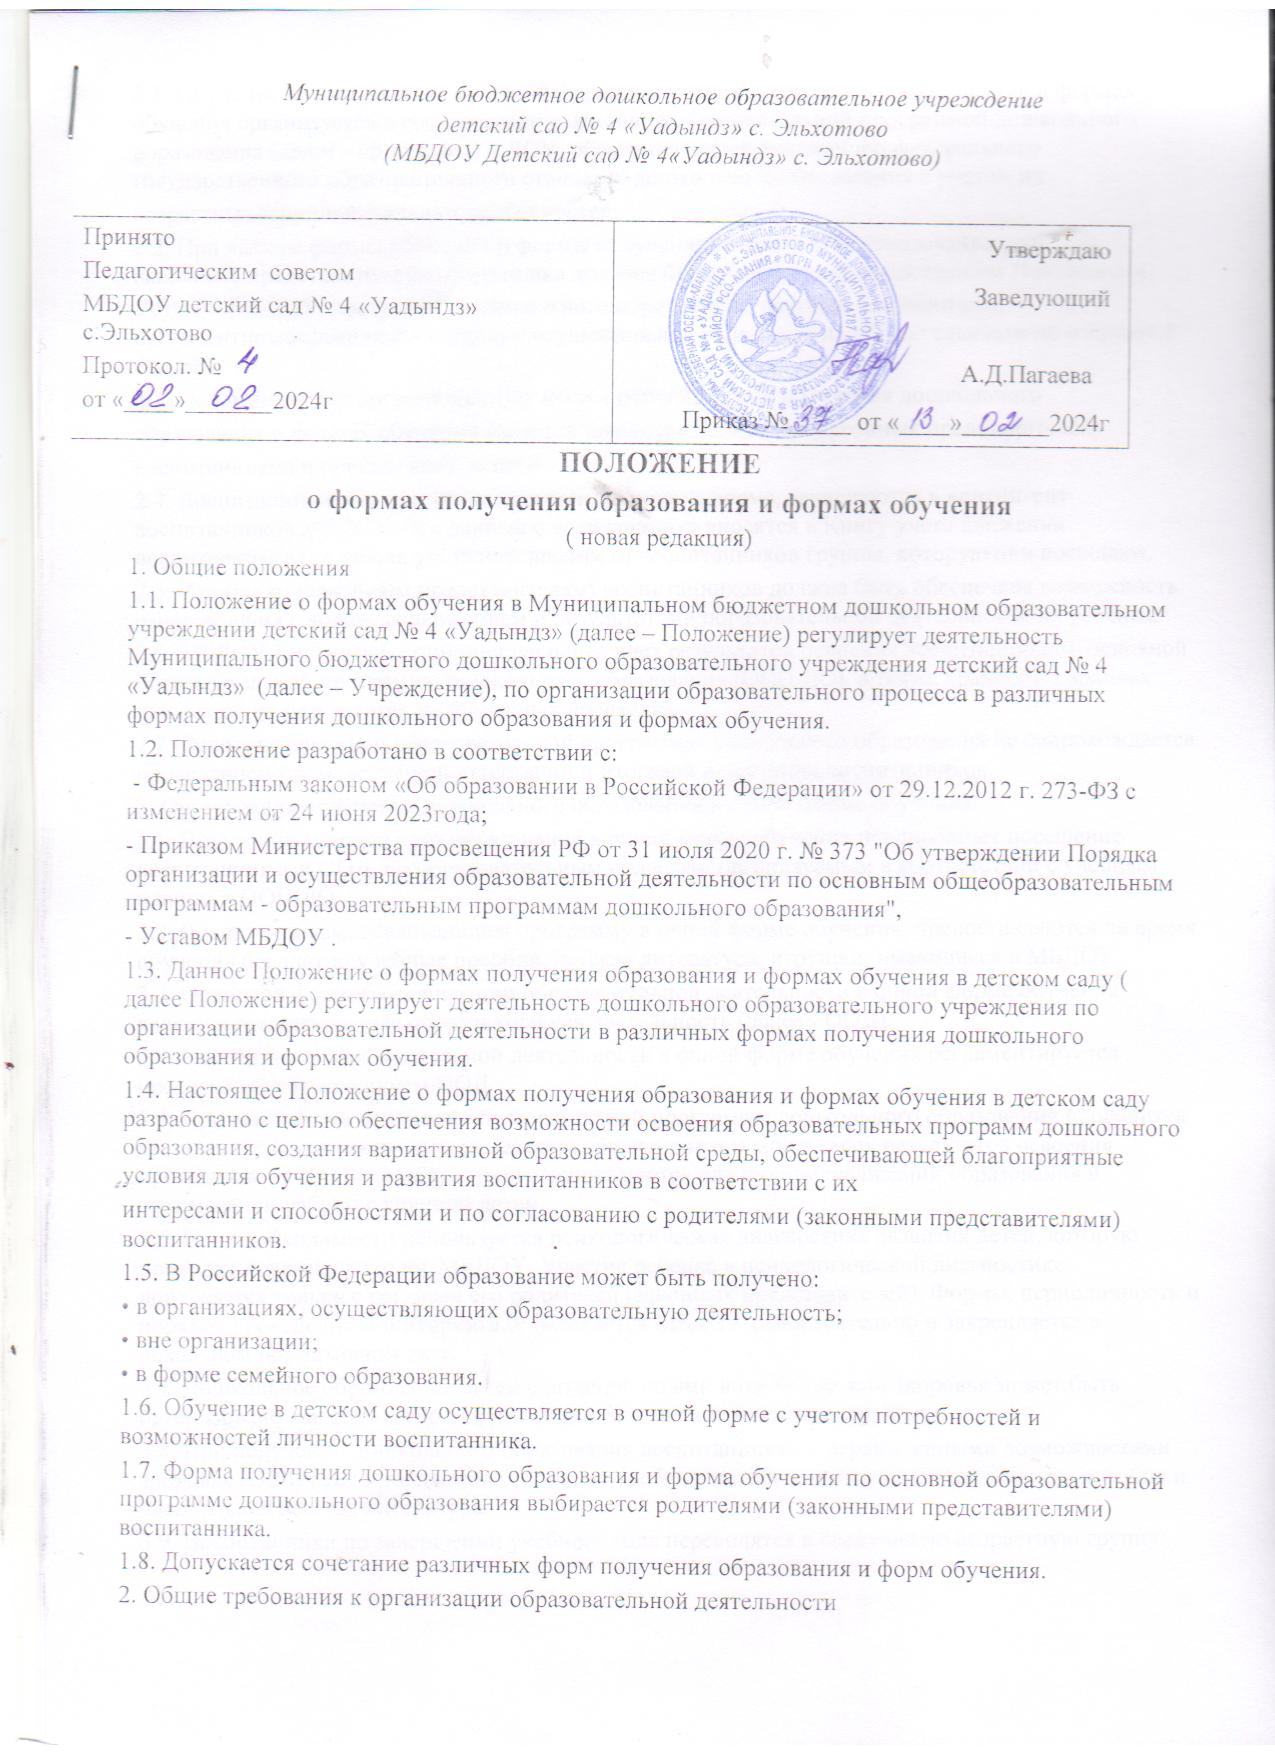 Муниципальное бюджетное дошкольное образовательное учреждение
детский сад № 4 «Уадындз» с. Эльхотово
(МБДОУ Детский сад № 4«Уадындз» с. Эльхотово)
Принято
Педагогическим советом
МБДОУ детский сад № 4 «Уадындз»
с.Эльхотово
Протокол. № 4
от «02»02 2024г
Утверждаю
Заведующий
А.Д.Пагаева
Приказ № 37 от «13»02 2024г
ПОЛОЖЕНИЕ
о формах получения образования и формах обучения
( новая редакция)
1. Общие положения
1.1. Положение о формах обучения в Муниципальном бюджетном дошкольном образовательном
учреждении детский сад № 4 «Уадындз» (далее – Положение) регулирует деятельность
Муниципального бюджетного дошкольного образовательного учреждения детский сад № 4
«Уадындз» (далее – Учреждение), по организации образовательного процесса в различных
формах получения дошкольного образования и формах обучения.
1.2. Положение разработано в соответствии с:
- Федеральным законом «Об образовании в Российской Федерации» от 29.12.2012 г. 273-ФЗ с
изменением от 24 июня 2023года;
- Приказом Министерства просвещения РФ от 31 июля 2020 г. № 373 "Об утверждении Порядка
организации и осуществления образовательной деятельности по основным общеобразовательным
программам - образовательным программам дошкольного образования",
- Уставом МБДОУ .
1.3. Данное Положение о формах получения образования и формах обучения в детском саду (
далее Положение) регулирует деятельность дошкольного образовательного учреждения по
организации образовательной деятельности в различных формах получения дошкольного
образования и формах обучения.
1.4. Настоящее Положение о формах получения образования и формах обучения в детском саду
разработано с целью обеспечения возможности освоения образовательных программ дошкольного
образования, создания вариативной образовательной среды, обеспечивающей благоприятные
условия для обучения и развития воспитанников в соответствии с их
интересами и способностями и по согласованию с родителями (законными представителями)
воспитанников.
1.5. В Российской Федерации образование может быть получено:
• в организациях, осуществляющих образовательную деятельность;
• вне организации;
• в форме семейного образования.
1.6. Обучение в детском саду осуществляется в очной форме с учетом потребностей и
возможностей личности воспитанника.
1.7. Форма получения дошкольного образования и форма обучения по основной образовательной
программе дошкольного образования выбирается родителями (законными представителями)
воспитанника.
1.8. Допускается сочетание различных форм получения образования и форм обучения.
2. Общие требования к организации образовательной деятельности